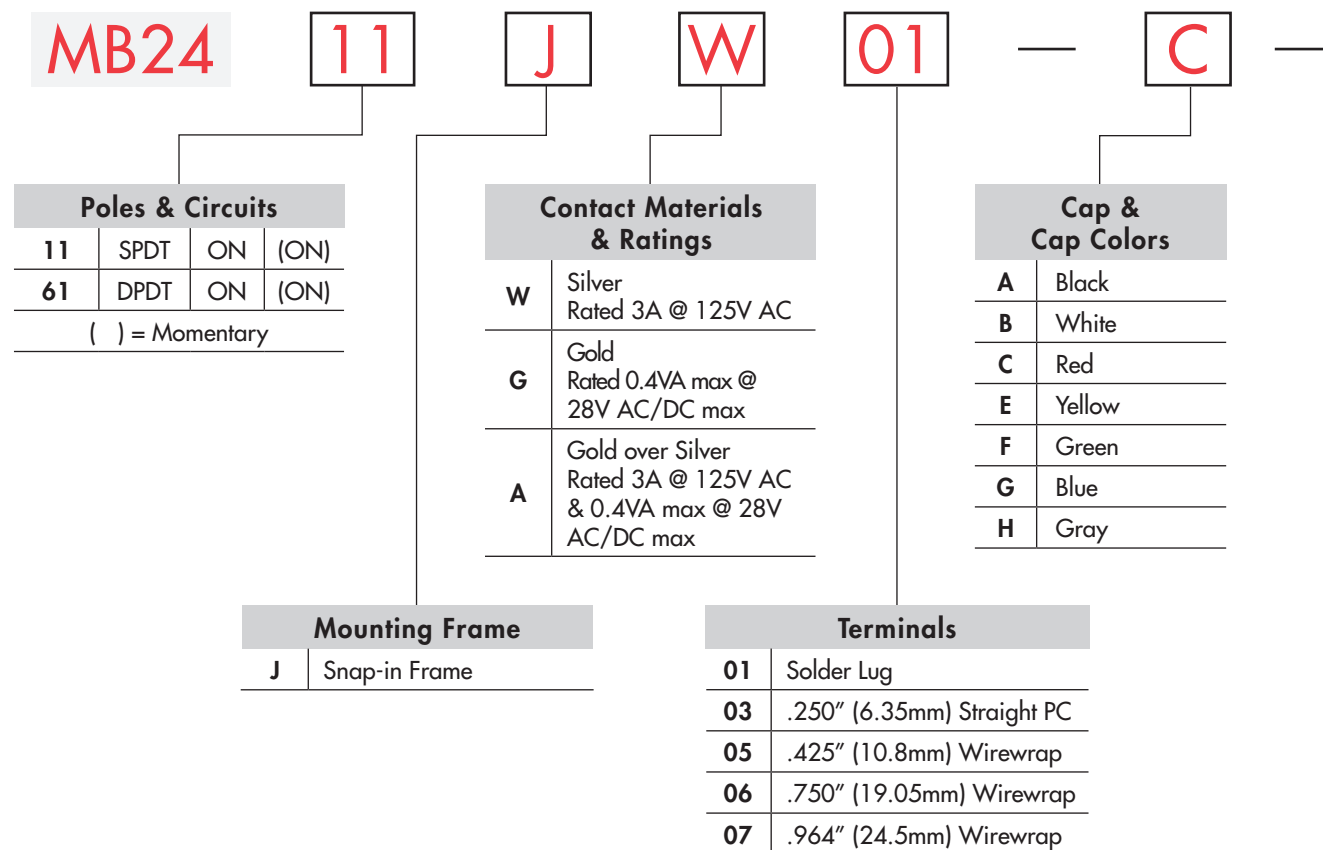 MB24 11 J W 01 — C —
Poles & Circuits
11 SPDT ON (ON)
61 DPDT ON (ON)
( ) = Momentary
Contact Materials
& Ratings
W Silver
Rated 3A @ 125V AC
G Gold
Rated 0.4VA max @
28V AC/DC max
A Gold over Silver
Rated 3A @ 125V AC
& 0.4VA max @ 28V
AC/DC max
Cap &
Cap Colors
A Black
B White
C Red
E Yellow
F Green
G Blue
H Gray
Mounting Frame
J Snap-in Frame
Terminals
01 Solder Lug
03 .250” (6.35mm) Straight PC
05 .425” (10.8mm) Wirewrap
06 .750” (19.05mm) Wirewrap
07 .964” (24.5mm) Wirewrap